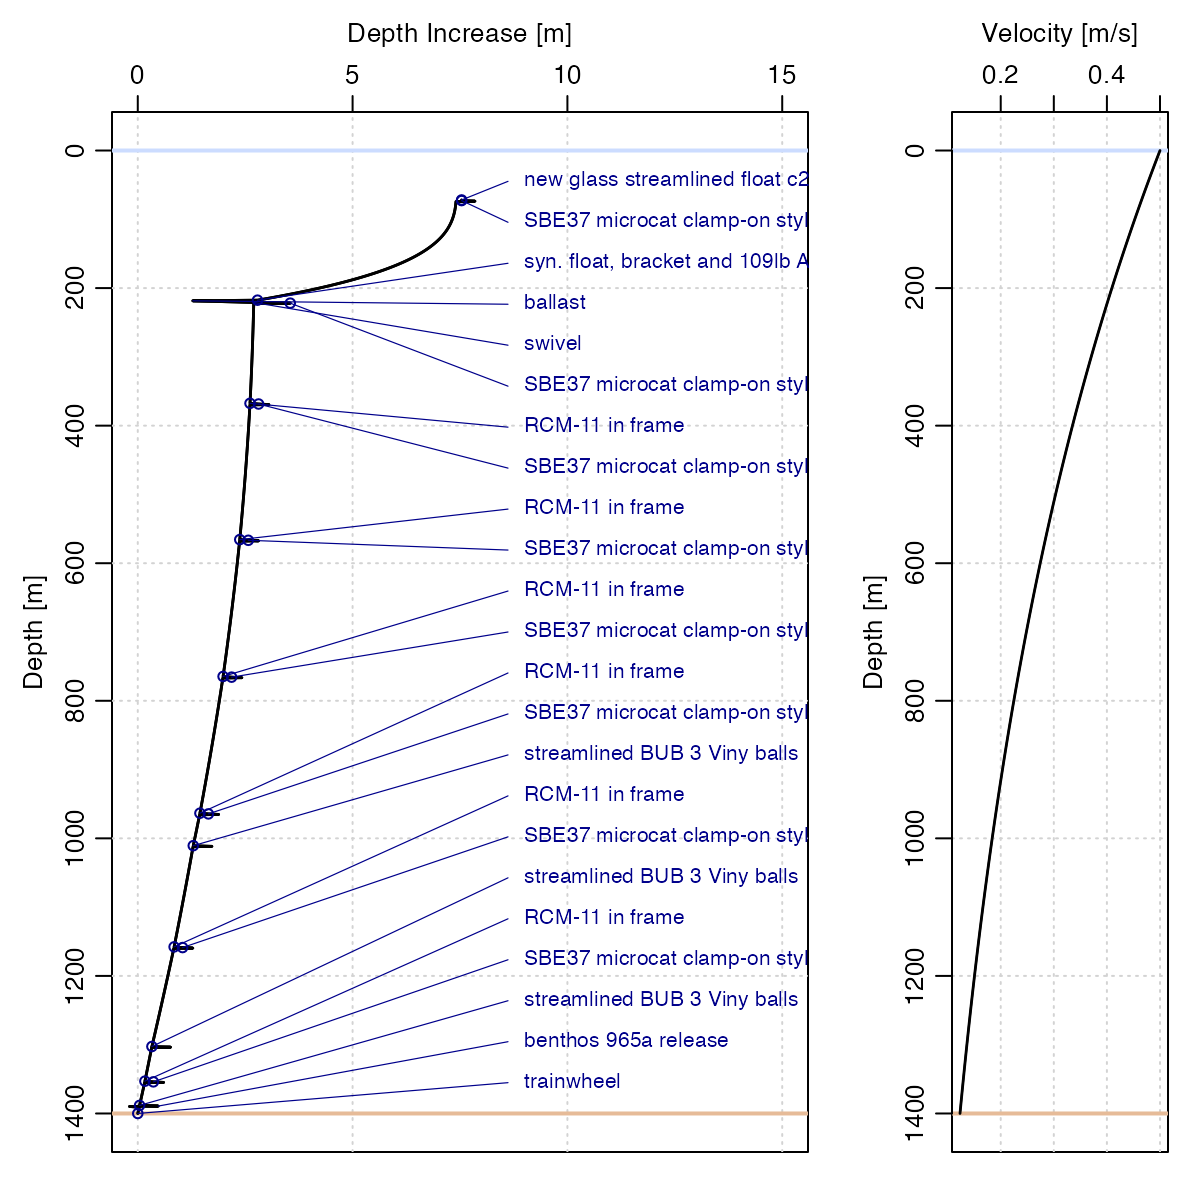 Depth Increase [m]
0 5 10 15
Depth [m]
0
200
400
600
800
1000
1200
1400
new glass streamlined float c2
SBE37 microcat clamp-on styl
syn. float, bracket and 109lb A
ballast
swivel
SBE37 microcat clamp-on styl
RCM-11 in frame
SBE37 microcat clamp-on styl
RCM-11 in frame
SBE37 microcat clamp-on styl
RCM-11 in frame
SBE37 microcat clamp-on styl
RCM-11 in frame
SBE37 microcat clamp-on styl
streamlined BUB 3 Viny balls
RCM-11 in frame
SBE37 microcat clamp-on styl
streamlined BUB 3 Viny balls
RCM-11 in frame
SBE37 microcat clamp-on styl
streamlined BUB 3 Viny balls
benthos 965a release
trainwheel
Velocity [m/s]
0.2 0.4
Depth [m]
0
200
400
600
800
1000
1200
1400